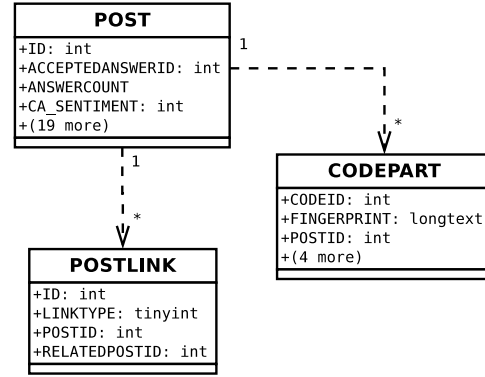 POST
+ID: int
+ACCEPTEDANSWERID: int
+ANSWERCOUNT
+CA_SENTIMENT: int
+(19 more)
1
*
1
*
CODEPART
+CODEID: int
+FINGERPRINT: longtext
+POSTID: int
+(4 more)
POSTLINK
+ID: int
+LINKTYPE: tinyint
+POSTID: int
+RELATEDPOSTID: int